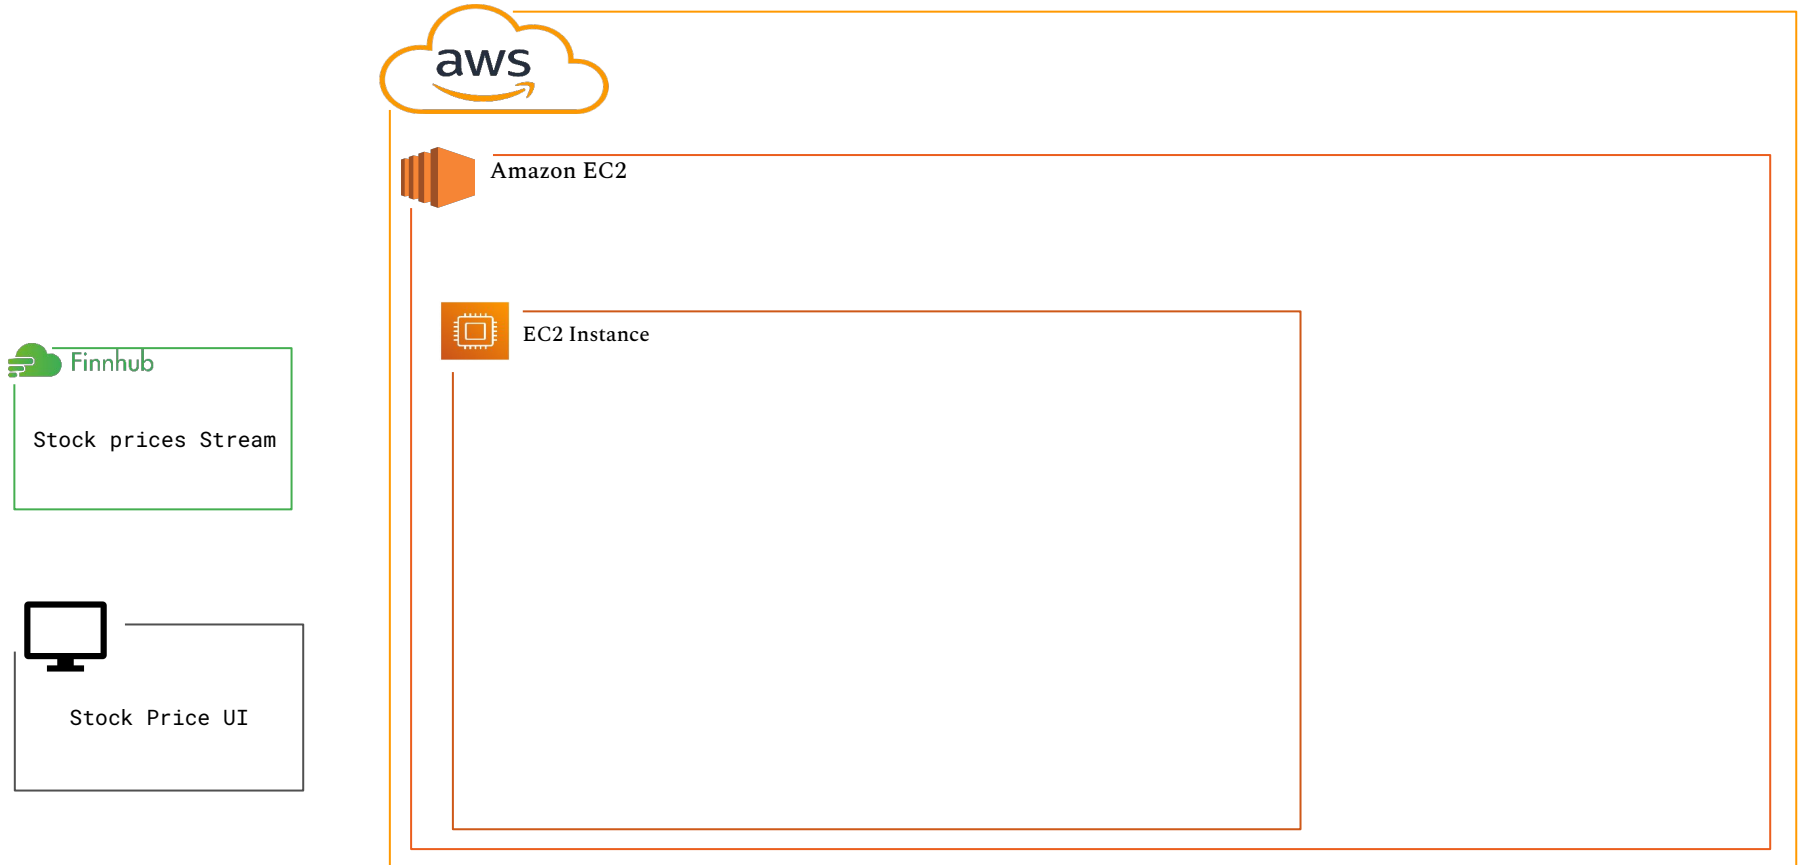 aws
Amazon EC2
EC2 Instance
Finnhub
Stock prices Stream
Stock Price UI